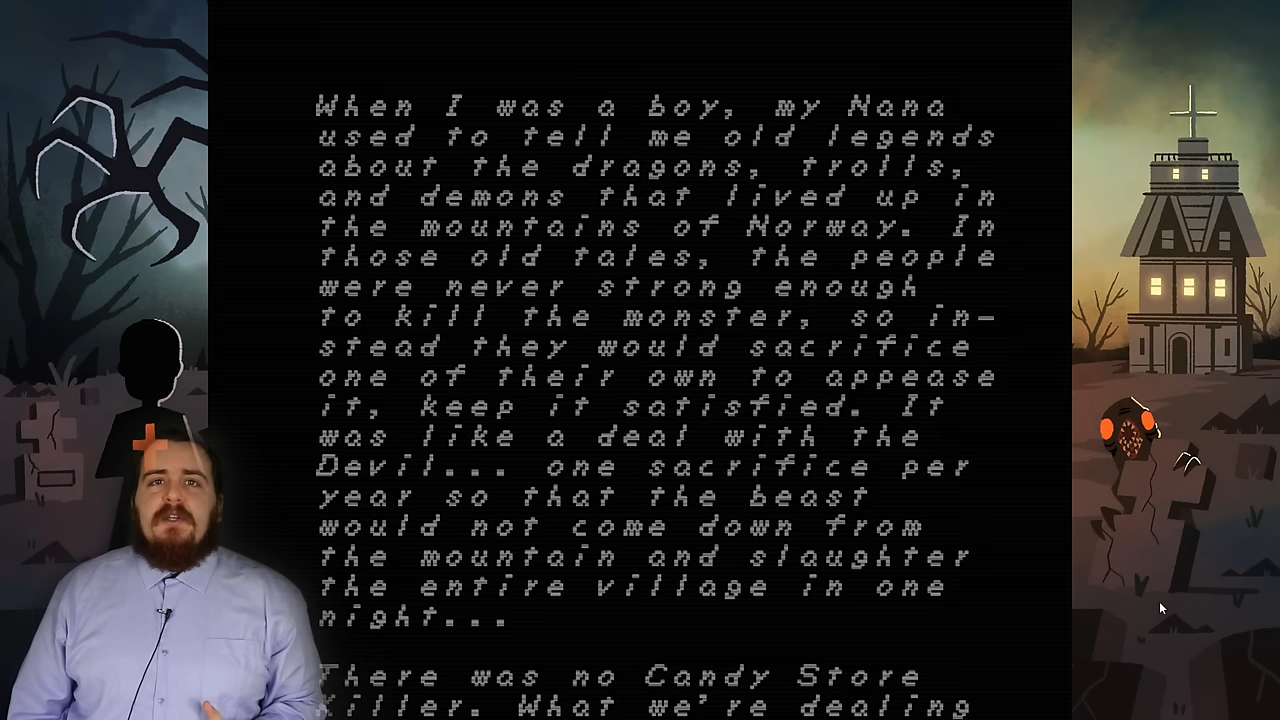 When I was a boy, my Nana
used to tell me old legends
about the dragons, trolls,
and demons that lived up in
the mountains of Norway. In
those old tales, the people
were never strong enough
to kill the monster, so in-
stead they would sacrifice
one of their own to appease
it, keep it satisfied. It
was like a deal with the
Devil... one sacrifice per
year so that the beast
would not come down from
the mountain and slaughter
the entire village in one
night...
There was no Candy Store
Killer. What we're dealing